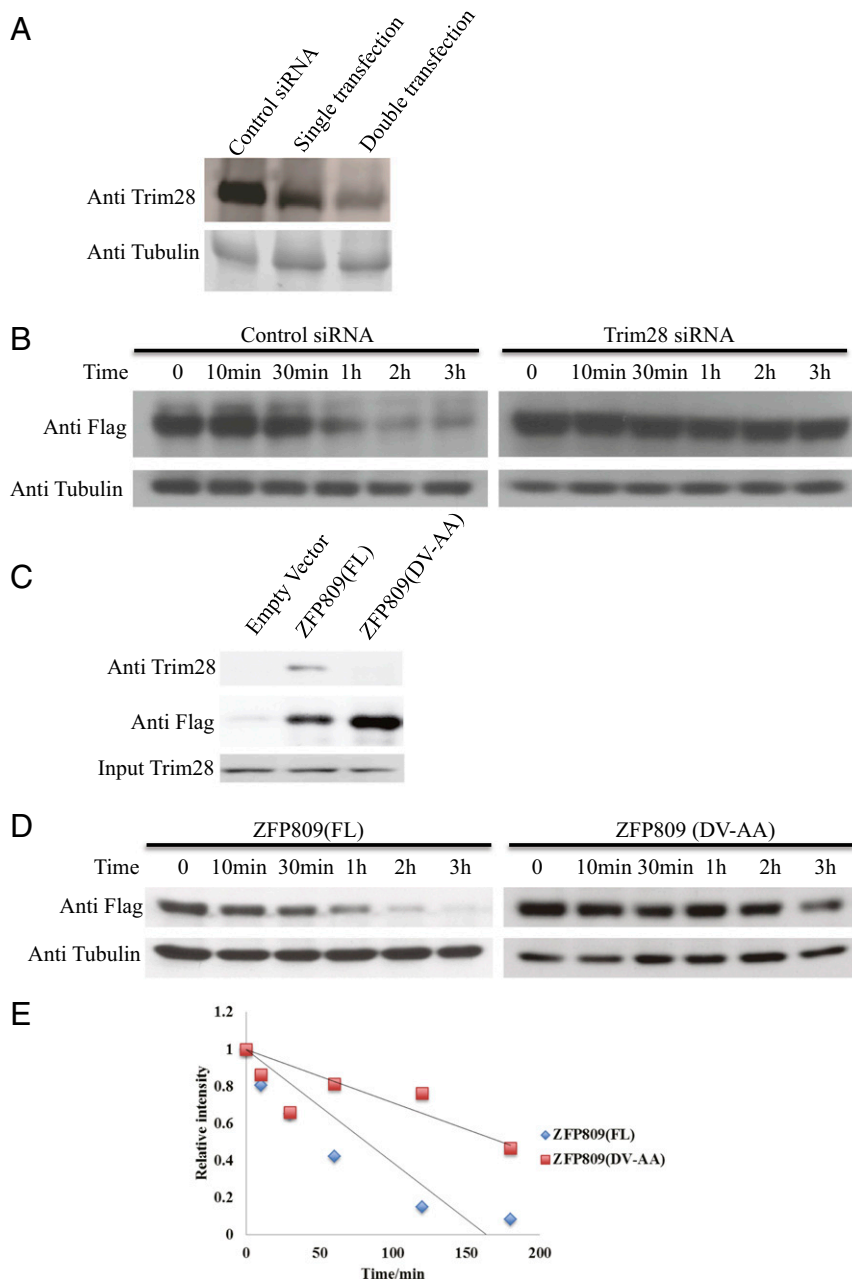 A
Control siRNA
Single transfection
Double transfection
Anti Trim28
Anti Tubulin
B
Control siRNA
Trim28 siRNA
Time 0 10min 30min 1h 2h 3h 0 10min 30min 1h 2h 3h
Anti Flag
Anti Tubulin
C
Empty Vector
ZFP809(FL)
ZFP809(DV-AA)
Anti Trim28
Anti Flag
Input Trim28
D
ZFP809(FL)
ZFP809 (DV-AA)
Time 0 10min 30min 1h 2h 3h 0 10min 30min 1h 2h 3h
Anti Flag
Anti Tubulin
E
Relative intensity
1.2
1
0.8
0.6
0.4
0.2
0
0 50 100 150 200
Time/min
ZFP809(FL)
ZFP809(DV-AA)